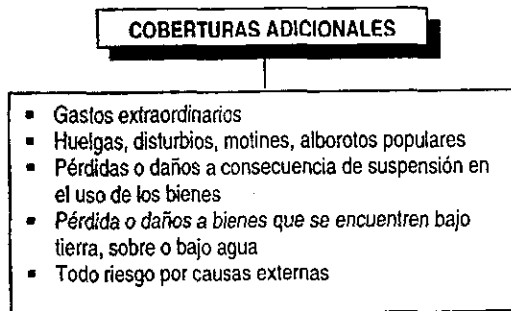 COBERTURAS ADICIONALES
▪ Gastos extraordinarios
▪ Huelgas, disturbios, motines, alborotos populares
▪ Pérdidas o daños a consecuencia de suspensión en
el uso de los bienes
▪ Pérdida o daños a bienes que se encuentren bajo
tierra, sobre o bajo agua
▪ Todo riesgo por causas externas